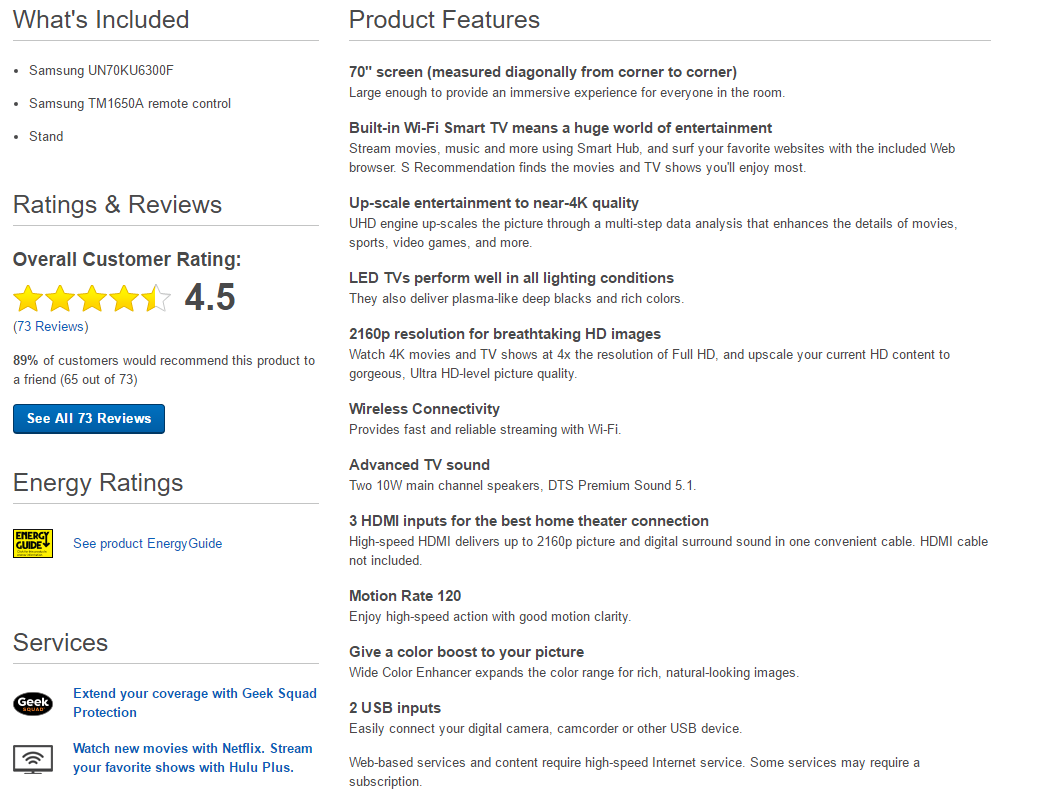 What's Included
Samsung UN70KU6300F
Samsung TM1650A remote control
Stand
Ratings & Reviews
Overall Customer Rating:
4.5
(73 Reviews)
89% of customers would recommend this product to
a friend (65 out of 73)
See All 73 Reviews
Energy Ratings
ENERGY
GUIDE
See product EnergyGuide
Services
Geek
SQUAD
Extend your coverage with Geek Squad
Protection
Watch new movies with Netflix. Stream
your favorite shows with Hulu Plus.
Product Features
70" screen (measured diagonally from corner to corner)
Large enough to provide an immersive experience for everyone in the room.
Built-in Wi-Fi Smart TV means a huge world of entertainment
Stream movies, music and more using Smart Hub, and surf your favorite websites with the included Web
browser. S Recommendation finds the movies and TV shows you'll enjoy most.
Up-scale entertainment to near-4K quality
UHD engine up-scales the picture through a multi-step data analysis that enhances the details of movies,
sports, video games, and more.
LED TVs perform well in all lighting conditions
They also deliver plasma-like deep blacks and rich colors.
2160p resolution for breathtaking HD images
Watch 4K movies and TV shows at 4x the resolution of Full HD, and upscale your current HD content to
gorgeous, Ultra HD-level picture quality.
Wireless Connectivity
Provides fast and reliable streaming with Wi-Fi.
Advanced TV sound
Two 10W main channel speakers, DTS Premium Sound 5.1.
3 HDMI inputs for the best home theater connection
High-speed HDMI delivers up to 2160p picture and digital surround sound in one convenient cable. HDMI cable
not included.
Motion Rate 120
Enjoy high-speed action with good motion clarity.
Give a color boost to your picture
Wide Color Enhancer expands the color range for rich, natural-looking images.
2 USB inputs
Easily connect your digital camera, camcorder or other USB device.
Web-based services and content require high-speed Internet service. Some services may require a
subscription.